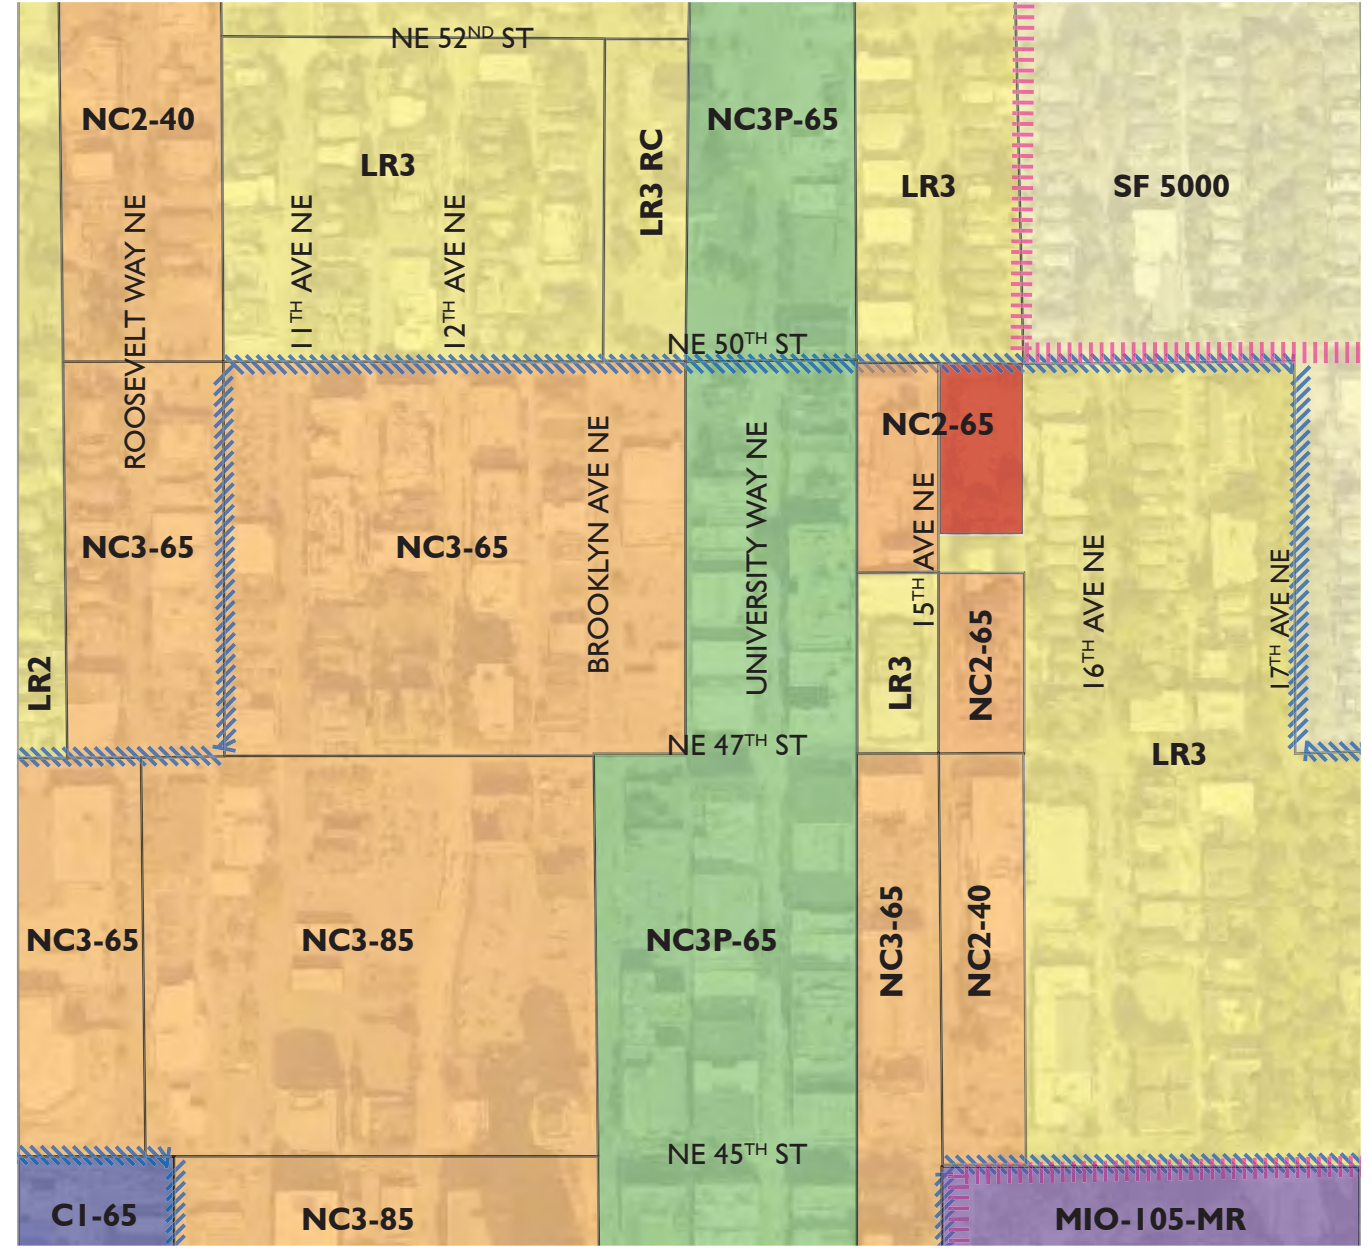 NE 52ND ST
NC2-40
LR3
LR3 RC
NC3P-65
LR3
SF 5000
ROOSEVELT WAY NE
11TH AVE NE
12TH AVE NE
NE 50TH ST
NC2-65
NC3-65
NC3-65
BROOKLYN AVE NE
UNIVERSITY WAY NE
15TH AVE NE
16TH AVE NE
17TH AVE NE
LR2
LR3
NC2-65
NE 47TH ST
LR3
NC3-65
NC3-85
NC3P-65
NC3-65
NC2-40
NE 45TH ST
C1-65
NC3-85
MIO-105-MR